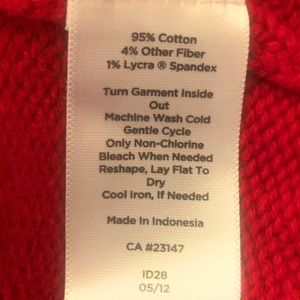 95% Cotton
4% Other Fiber
1% Lycra ® Spandex
Turn Garment Inside
Out
Machine Wash Cold
Gentle Cycle
Only Non-Chlorine
Bleach When Needed
Reshape, Lay Flat To
Dry
Cool Iron, If Needed
Made In Indonesia
CA #23147
ID28
05/12